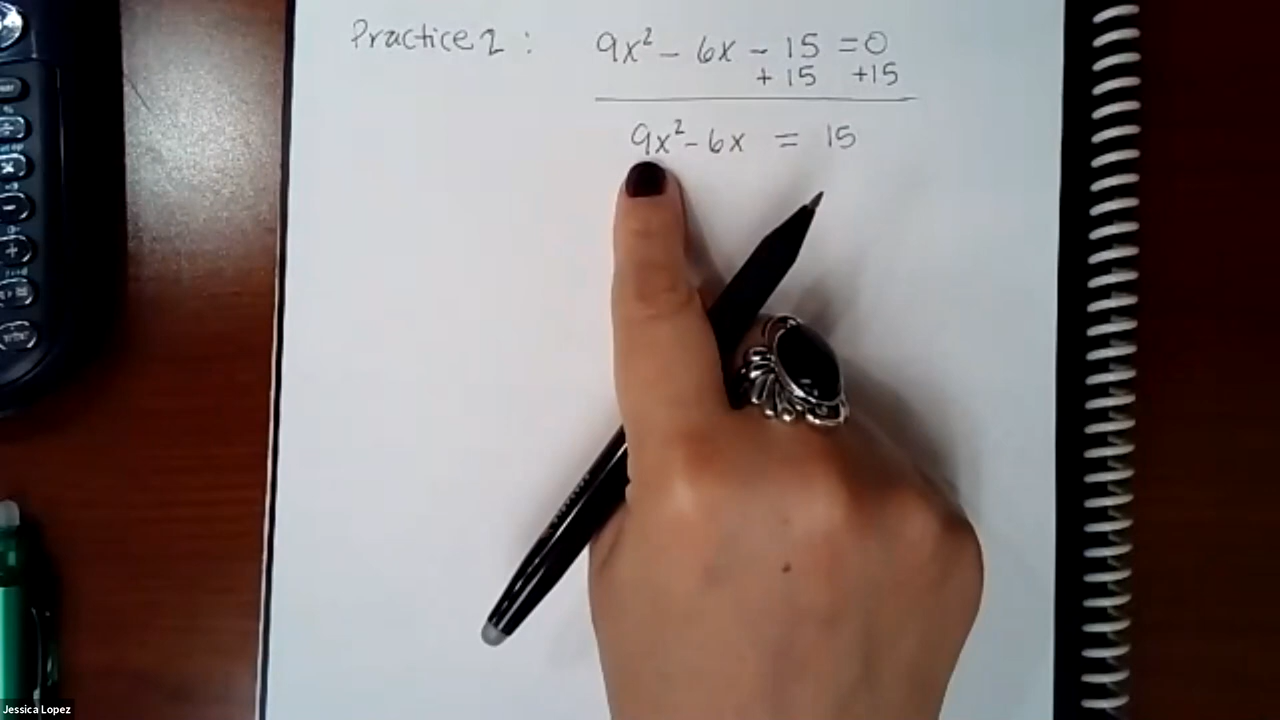 Practice 2 : 9x² - 6x - 15 = 0
+ 15 +15
9x² - 6x = 15
Jessica Lopez